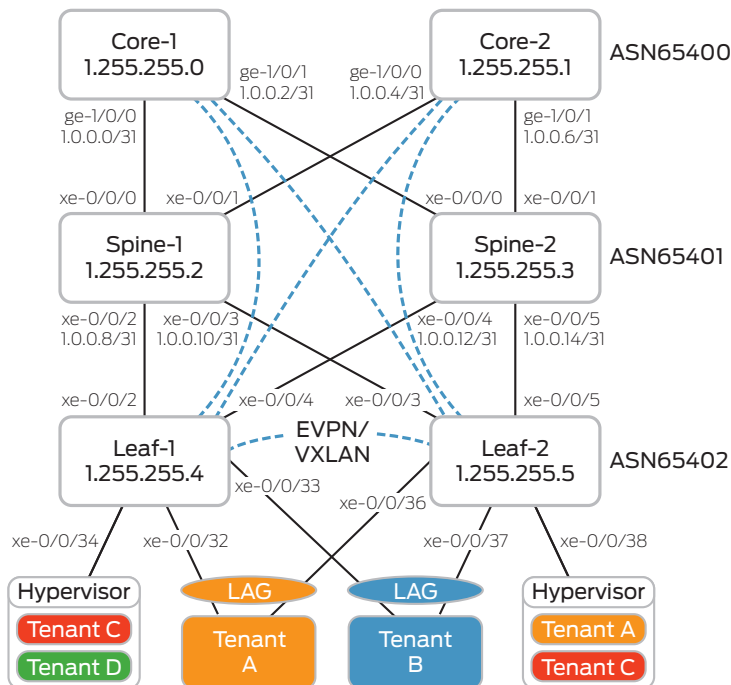 Core-1
1.255.255.0
Core-2
1.255.255.1
ASN65400
ge-1/0/1
1.0.0.2/31
ge-1/0/0
1.0.0.4/31
ge-1/0/0
1.0.0.0/31
ge-1/0/1
1.0.0.6/31
xe-0/0/0
xe-0/0/1
xe-0/0/0
xe-0/0/1
Spine-1
1.255.255.2
Spine-2
1.255.255.3
ASN65401
xe-0/0/2
1.0.0.8/31
xe-0/0/3
1.0.0.10/31
xe-0/0/4
1.0.0.12/31
xe-0/0/5
1.0.0.14/31
xe-0/0/2
xe-0/0/4
xe-0/0/3
xe-0/0/5
Leaf-1
1.255.255.4
EVPN/
VXLAN
Leaf-2
1.255.255.5
ASN65402
xe-0/0/33
xe-0/0/36
xe-0/0/34
xe-0/0/32
xe-0/0/37
xe-0/0/38
Hypervisor
Tenant C
Tenant D
LAG
Tenant
A
LAG
Tenant
B
Hypervisor
Tenant A
Tenant C